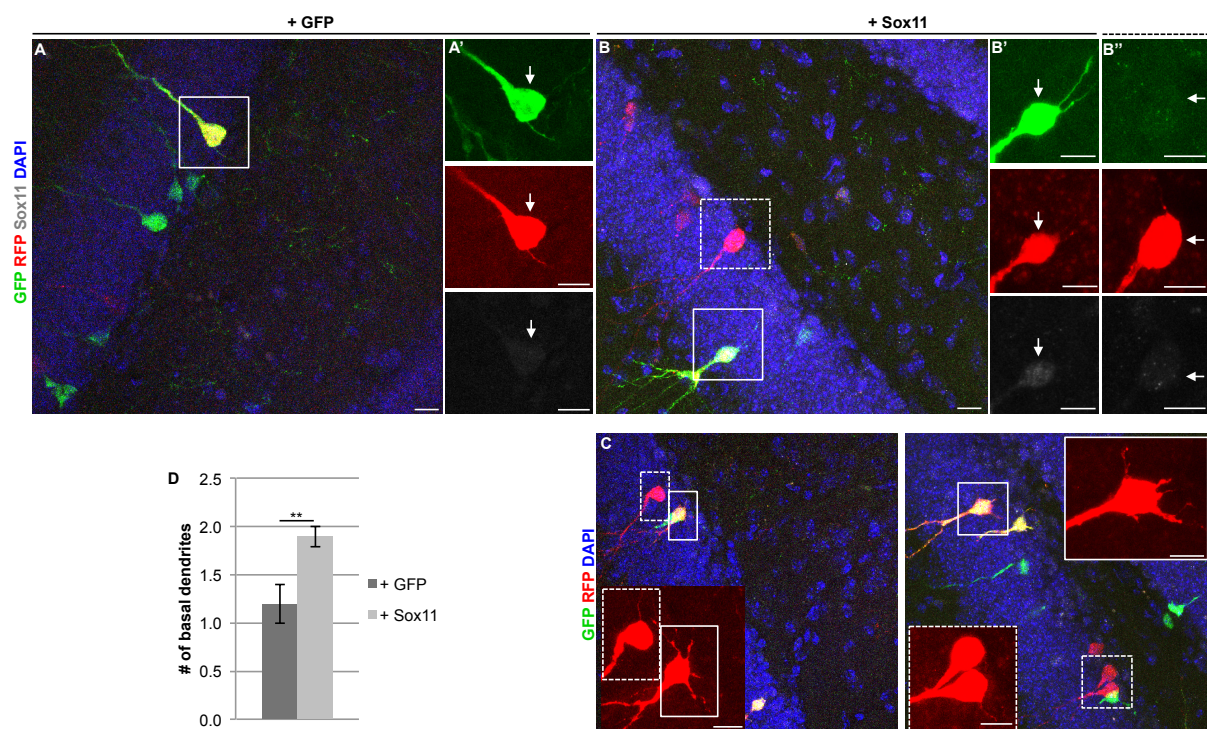 + GFP
+ Sox11
A
A'
B
B'
B''
GFP RFP Sox11 DAPI
C
GFP RFP DAPI
D
# of basal dendrites
2.5
2.0
1.5
1.0
0.5
0.0
**
+ GFP
+ Sox11